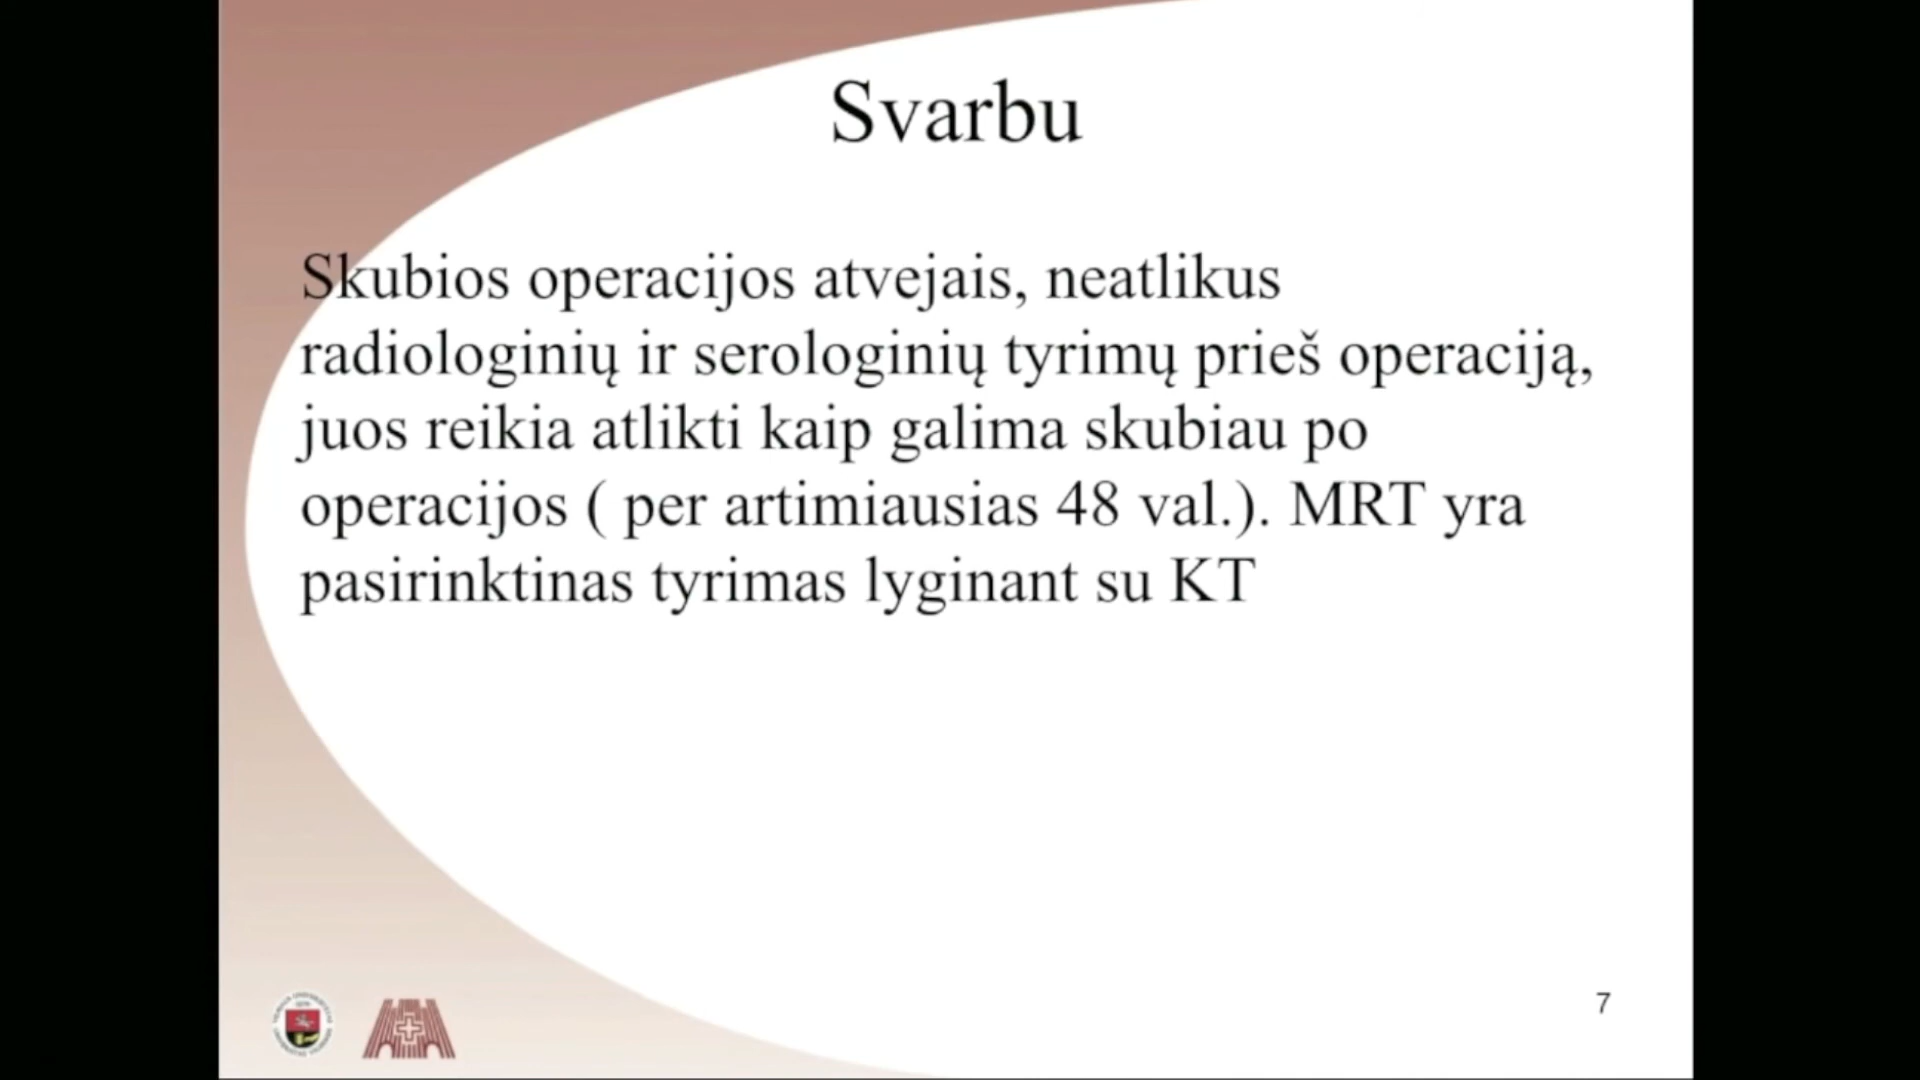 Svarbu
Skubios operacijos atvejais, neatlikus
radiologinių ir serologinių tyrimų prieš operaciją,
juos reikia atlikti kaip galima skubiau po
operacijos ( per artimiausias 48 val.). MRT yra
pasirinktinas tyrimas lyginant su KT
7